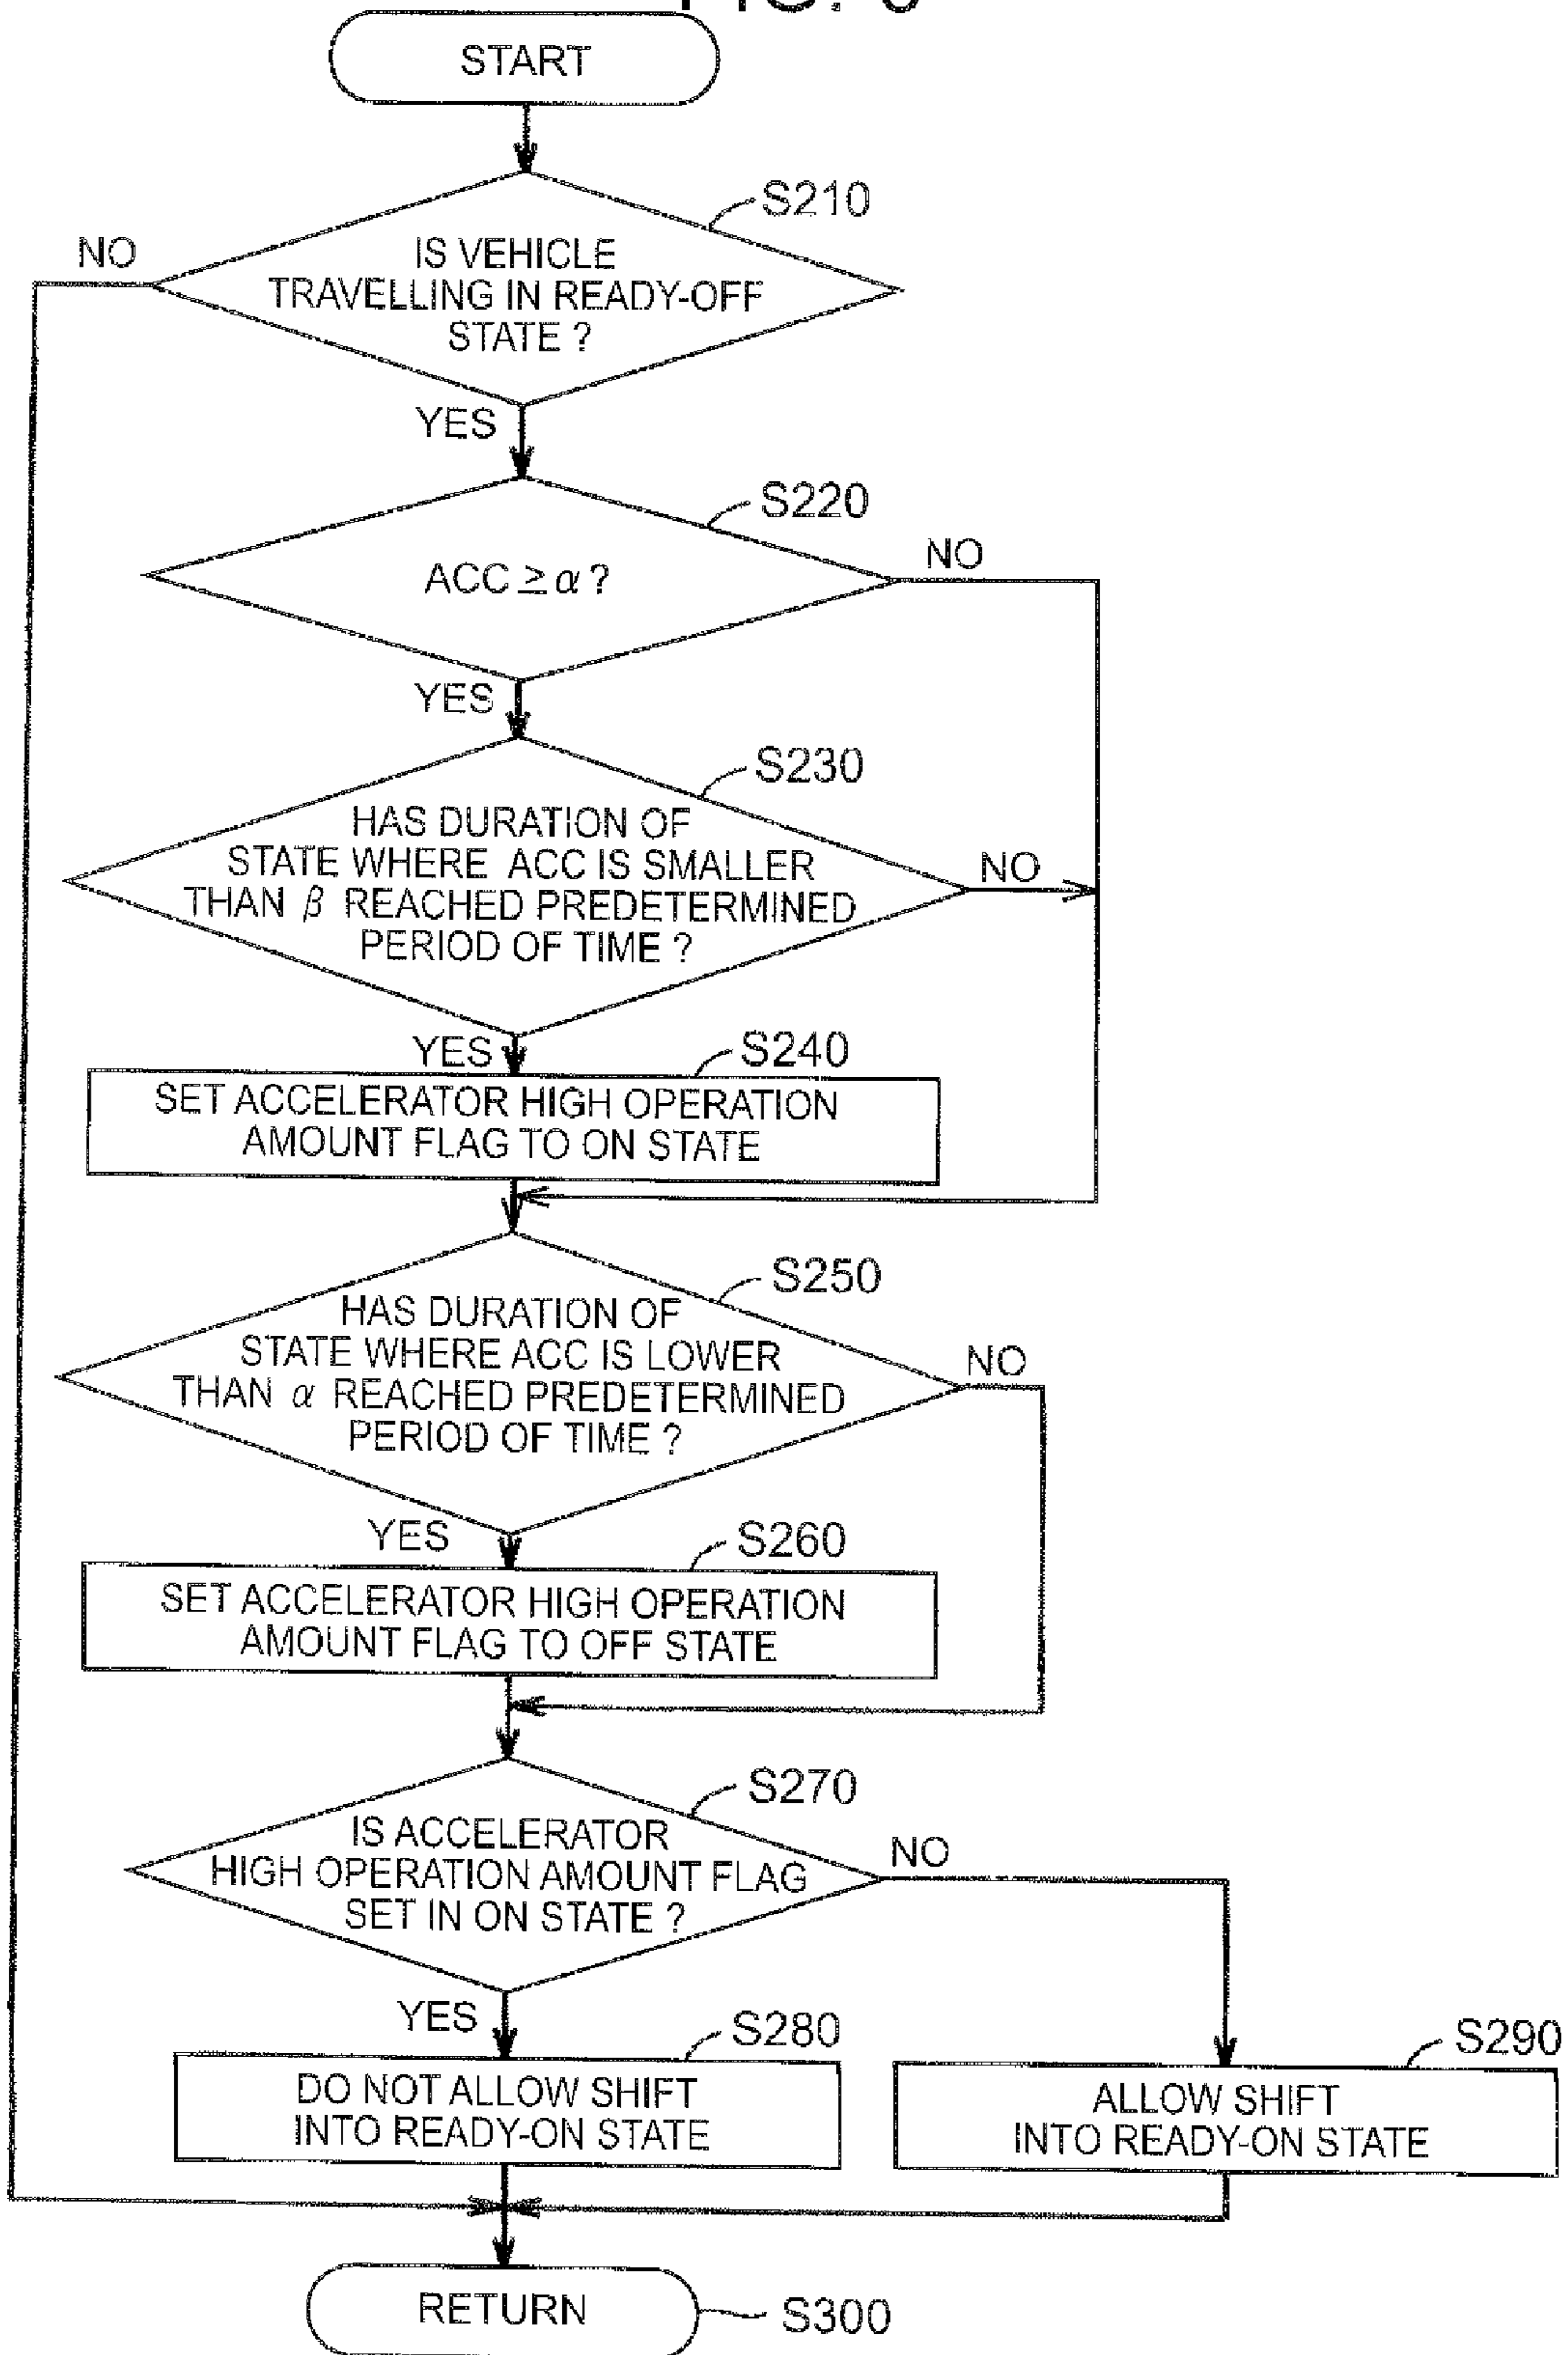 START
S210
NO
IS VEHICLE
TRAVELLING IN READY-OFF
STATE ?
YES
S220
NO
ACC ≧ α ?
YES
S230
HAS DURATION OF
STATE WHERE ACC IS SMALLER
THAN β REACHED PREDETERMINED
PERIOD OF TIME ?
NO
YES
S240
SET ACCELERATOR HIGH OPERATION
AMOUNT FLAG TO ON STATE
S250
HAS DURATION OF
STATE WHERE ACC IS LOWER
THAN α REACHED PREDETERMINED
PERIOD OF TIME ?
NO
YES
S260
SET ACCELERATOR HIGH OPERATION
AMOUNT FLAG TO OFF STATE
S270
IS ACCELERATOR
HIGH OPERATION AMOUNT FLAG
SET IN ON STATE ?
NO
YES
S280
S290
DO NOT ALLOW SHIFT
INTO READY-ON STATE
ALLOW SHIFT
INTO READY-ON STATE
RETURN
S300